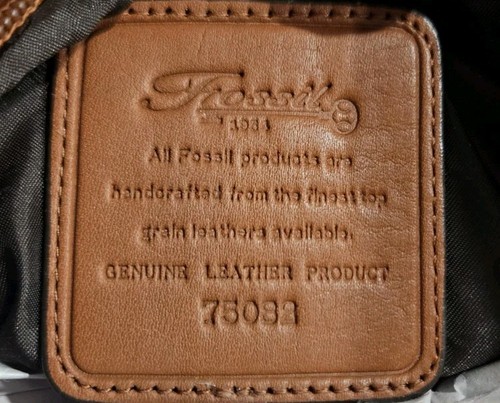 Fossil
1954
All Fossil products are
handcrafted from the finest top
grain leathers available.
GENUINE LEATHER PRODUCT
75082